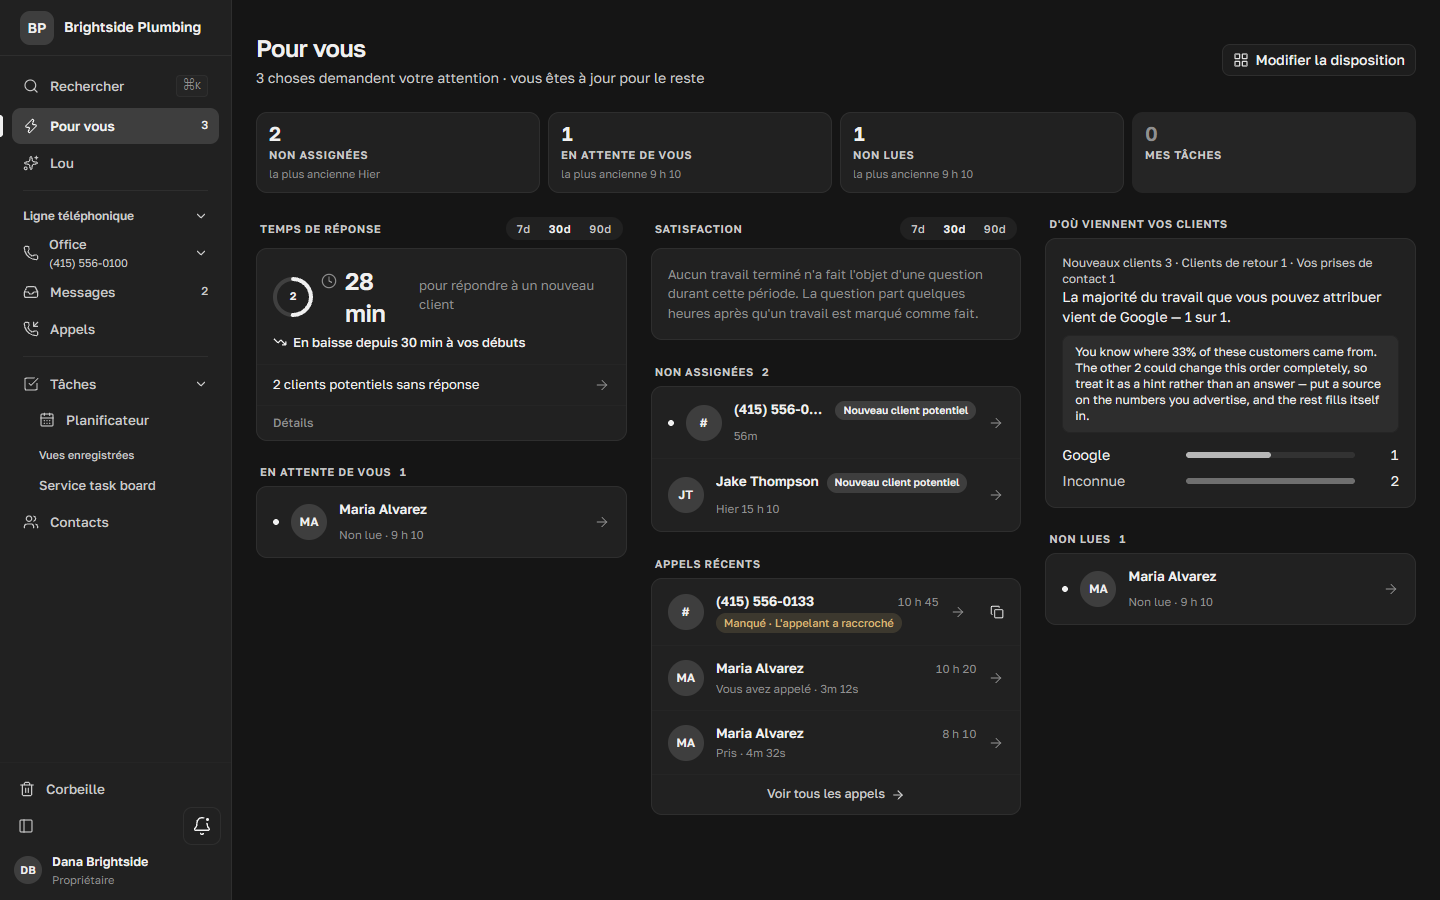 BP
Brightside Plumbing
Rechercher
⌘K
Pour vous
3
Lou
Ligne téléphonique
Office
(415) 556-0100
Messages
2
Appels
Tâches
Planificateur
Vues enregistrées
Service task board
Contacts
Corbeille
DB
Dana Brightside
Propriétaire
Pour vous
3 choses demandent votre attention · vous êtes à jour pour le reste
Modifier la disposition
2
NON ASSIGNÉES
la plus ancienne Hier
1
EN ATTENTE DE VOUS
la plus ancienne 9 h 10
1
NON LUES
la plus ancienne 9 h 10
0
MES TÂCHES
TEMPS DE RÉPONSE
7d 30d 90d
2
28
min
pour répondre à un nouveau
client
En baisse depuis 30 min à vos débuts
2 clients potentiels sans réponse
Détails
EN ATTENTE DE VOUS 1
MA
Maria Alvarez
Non lue · 9 h 10
SATISFACTION
7d 30d 90d
Aucun travail terminé n'a fait l'objet d'une question
durant cette période. La question part quelques
heures après qu'un travail est marqué comme fait.
NON ASSIGNÉES 2
#
(415) 556-0...
Nouveau client potentiel
56m
JT
Jake Thompson
Nouveau client potentiel
Hier 15 h 10
APPELS RÉCENTS
#
(415) 556-0133
10 h 45
Manqué · L'appelant a raccroché
MA
Maria Alvarez
10 h 20
Vous avez appelé · 3m 12s
MA
Maria Alvarez
8 h 10
Pris · 4m 32s
Voir tous les appels
D'OÙ VIENNENT VOS CLIENTS
Nouveaux clients 3 · Clients de retour 1 · Vos prises de
contact 1
La majorité du travail que vous pouvez attribuer
vient de Google — 1 sur 1.
You know where 33% of these customers came from.
The other 2 could change this order completely, so
treat it as a hint rather than an answer — put a source
on the numbers you advertise, and the rest fills itself
in.
Google
1
Inconnue
2
NON LUES 1
MA
Maria Alvarez
Non lue · 9 h 10